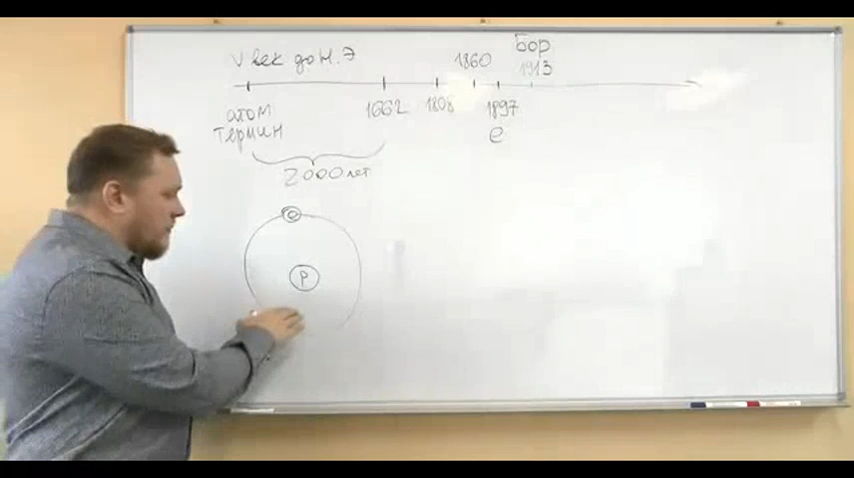 V век до н. э
1860
Бор
1913
атом
термин
1662
1808
1897
e
2000 лет
e
P